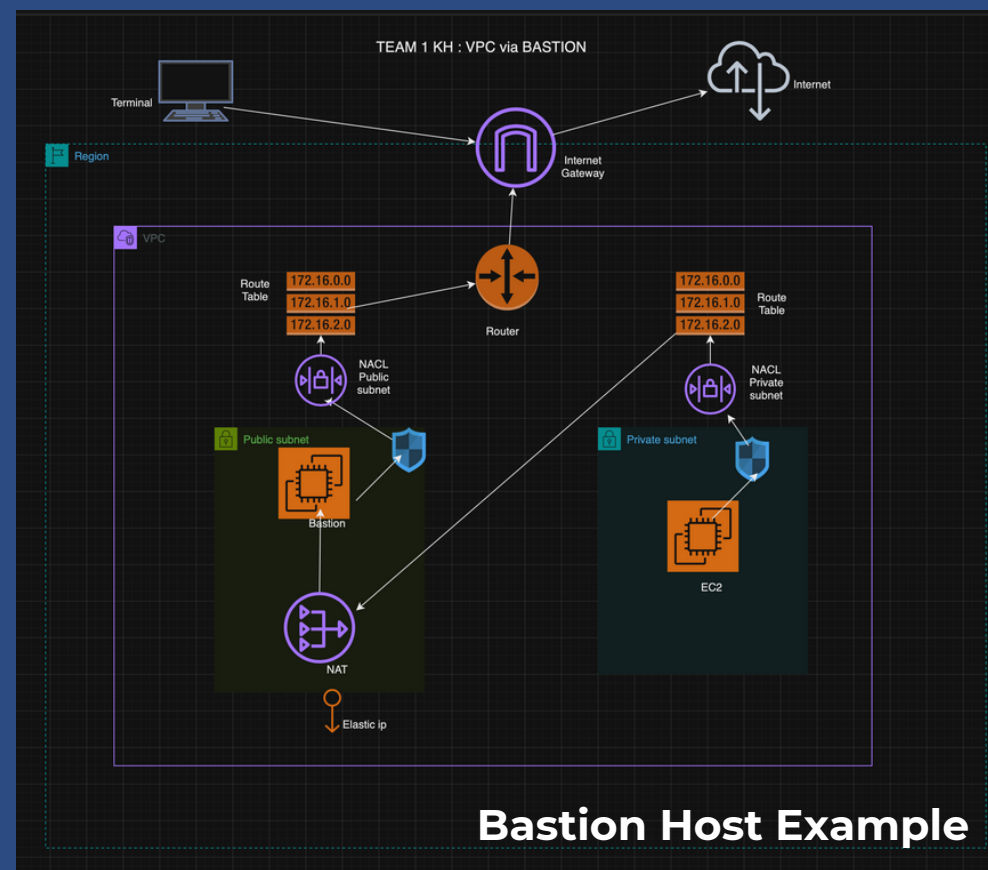 TEAM 1 KH : VPC via BASTION
Terminal
Internet
Region
Internet
Gateway
VPC
Route
Table
172.16.0.0
172.16.1.0
172.16.2.0
Router
172.16.0.0
172.16.1.0
172.16.2.0
Route
Table
NACL
Public
subnet
NACL
Private
subnet
Public subnet
Bastion
NAT
Elastic ip
Private subnet
EC2
Bastion Host Example